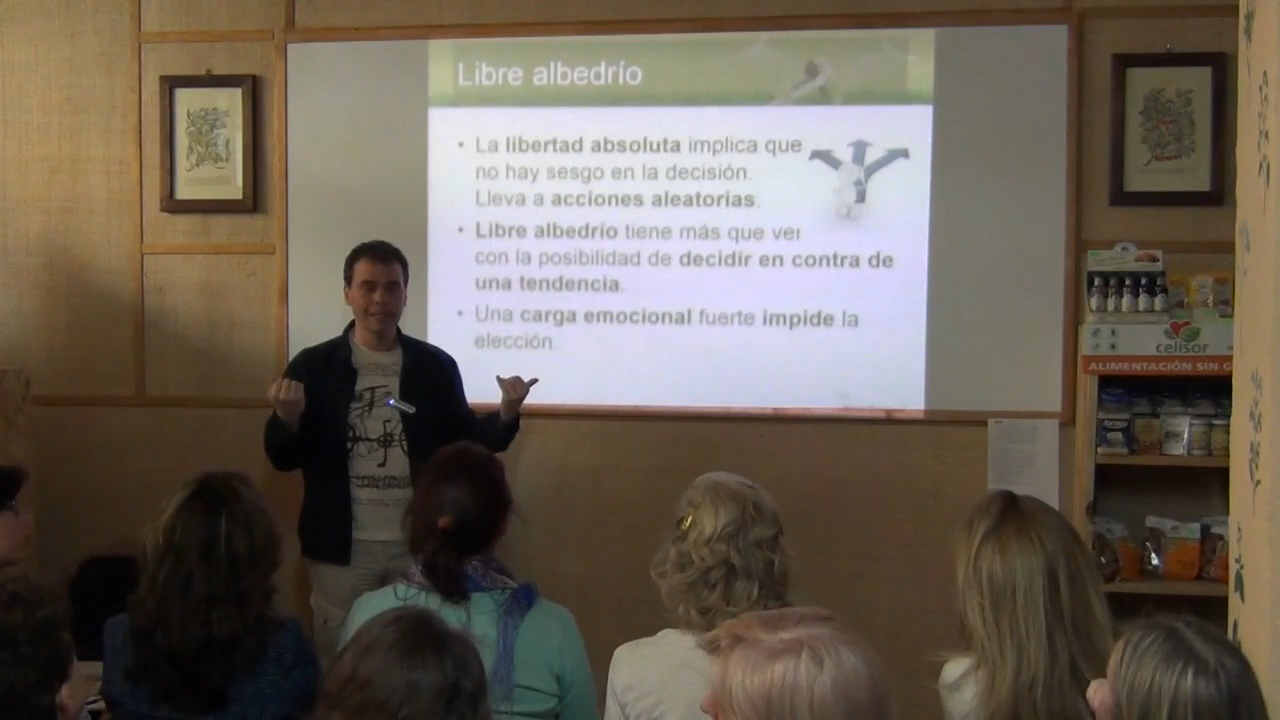 Libre albedrío
• La libertad absoluta implica que
no hay sesgo en la decisión.
Lleva a acciones aleatorias.
• Libre albedrío tiene más que ver
con la posibilidad de decidir en contra de
una tendencia.
• Una carga emocional fuerte impide la
elección.
celisor
ALIMENTACIÓN SIN G